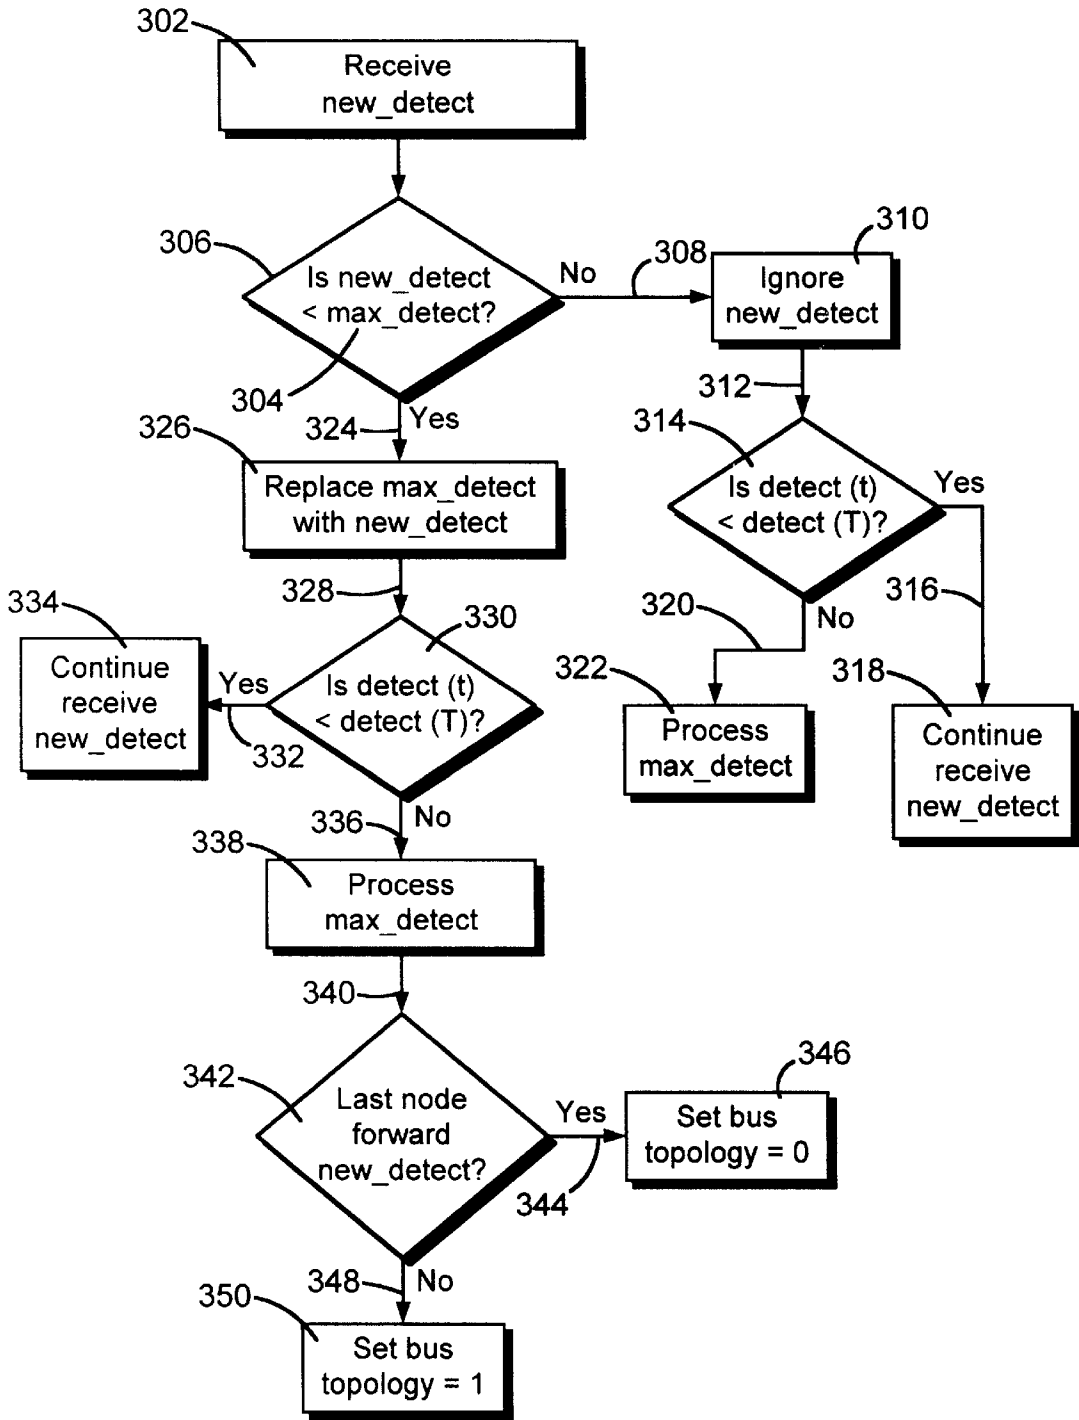 302
Receive
new_detect
306
Is new_detect
< max_detect?
304
No
308
310
Ignore
new_detect
312
324
Yes
326
Replace max_detect
with new_detect
314
Is detect (t)
< detect (T)?
Yes
316
320
No
322
Process
max_detect
318
Continue
receive
new_detect
328
330
Is detect (t)
< detect (T)?
334
Continue
receive
new_detect
Yes
332
336
No
338
Process
max_detect
340
342
Last node
forward
new_detect?
Yes
344
346
Set bus
topology = 0
348
No
350
Set bus
topology = 1